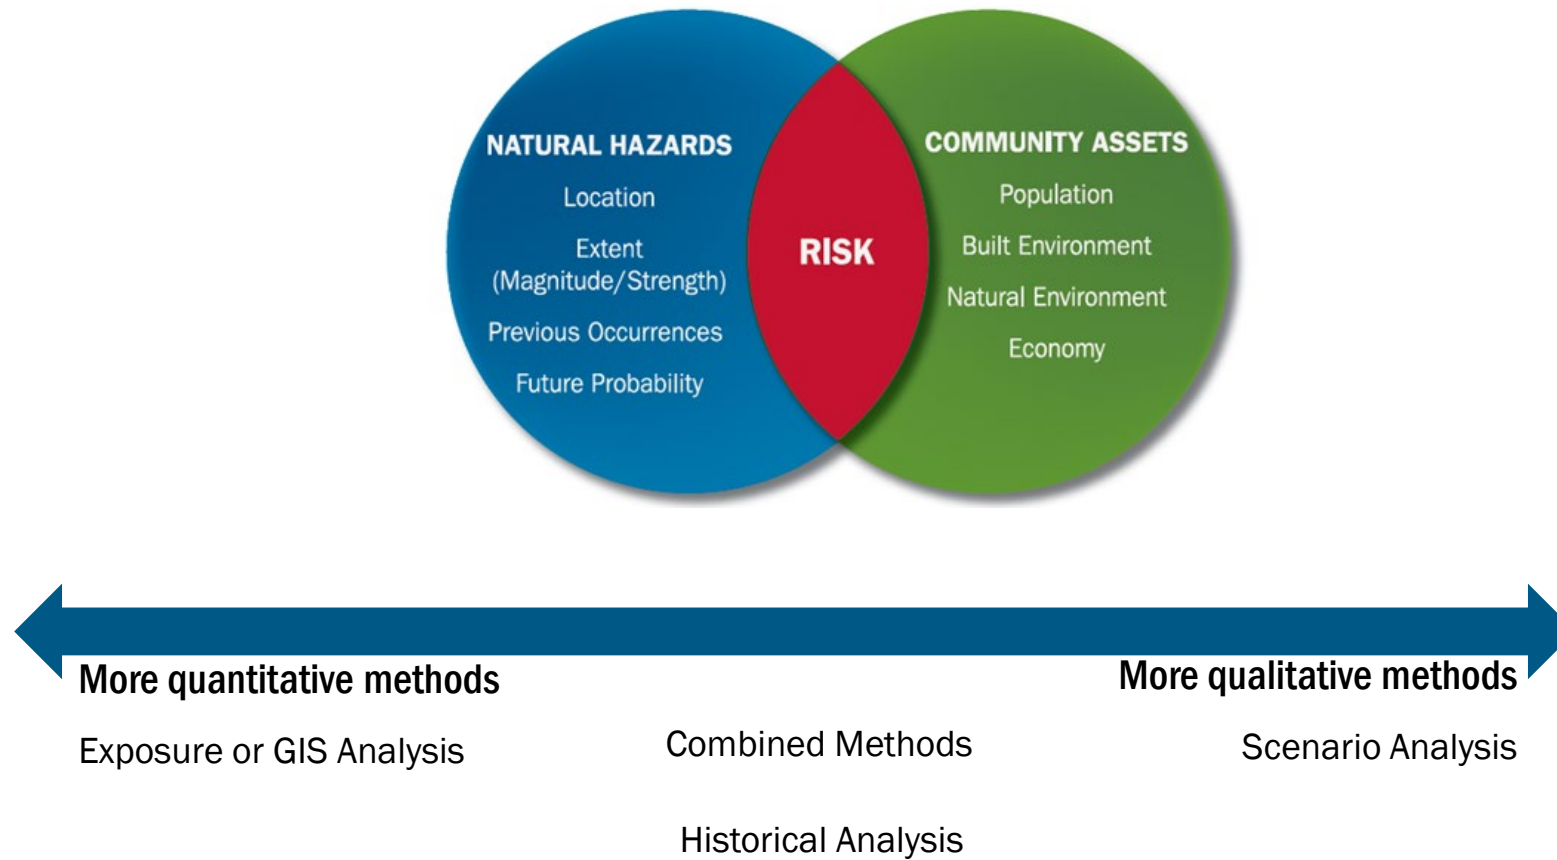 NATURAL HAZARDS
Location
Extent
(Magnitude/Strength)
Previous Occurrences
Future Probability
RISK
COMMUNITY ASSETS
Population
Built Environment
Natural Environment
Economy
More quantitative methods
Exposure or GIS Analysis
Combined Methods
Historical Analysis
More qualitative methods
Scenario Analysis